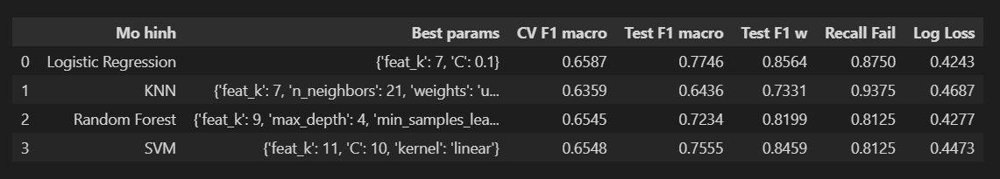 Mo hinh Best params CV F1 macro Test F1 macro Test F1 w Recall Fail Log Loss
0 Logistic Regression {'feat_k': 7, 'C': 0.1} 0.6587 0.7746 0.8564 0.8750 0.4243
1 KNN {'feat_k': 7, 'n_neighbors': 21, 'weights': 'u... 0.6359 0.6436 0.7331 0.9375 0.4687
2 Random Forest {'feat_k': 9, 'max_depth': 4, 'min_samples_lea... 0.6545 0.7234 0.8199 0.8125 0.4277
3 SVM {'feat_k': 11, 'C': 10, 'kernel': 'linear'} 0.6548 0.7555 0.8459 0.8125 0.4473